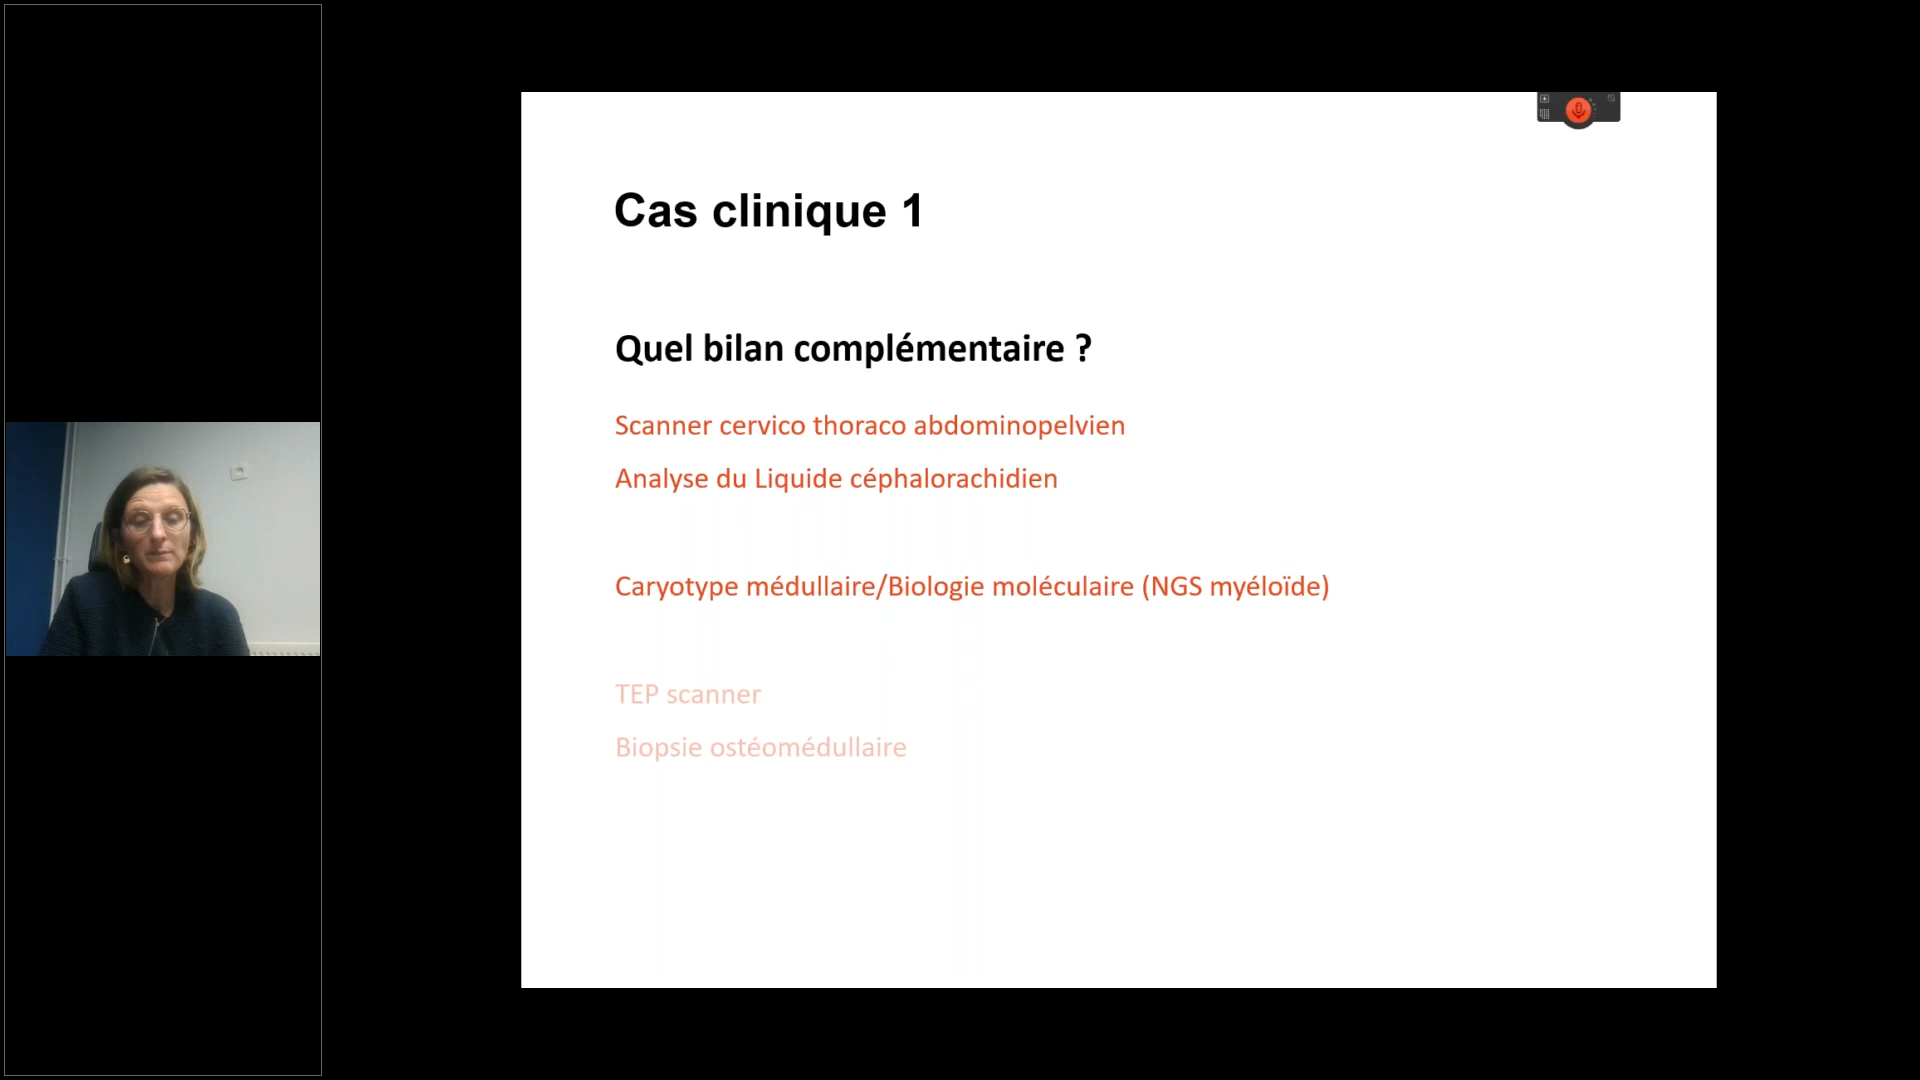 Cas clinique 1
Quel bilan complémentaire ?
Scanner cervico thoraco abdominopelvien
Analyse du Liquide céphalorachidien
Caryotype médullaire/Biologie moléculaire (NGS myéloïde)
TEP scanner
Biopsie ostéomédullaire